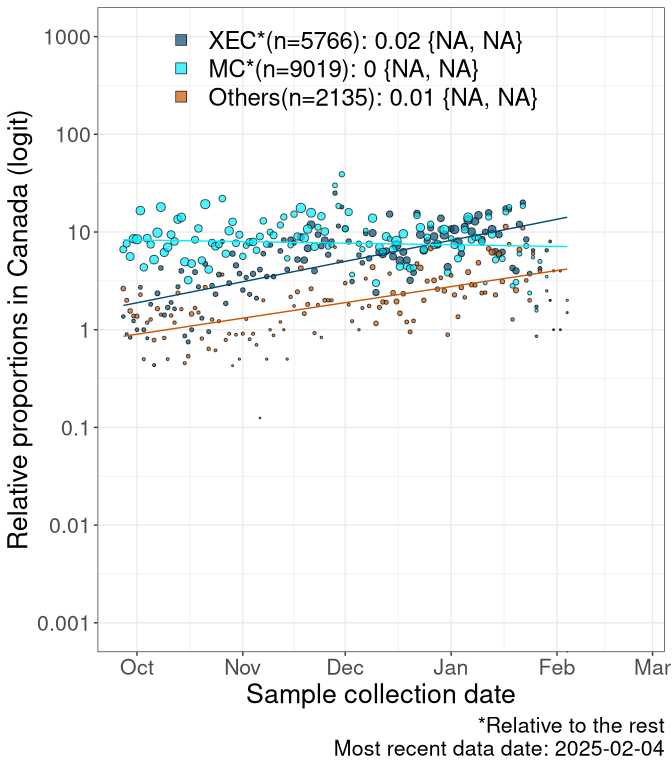 XEC*(n=5766): 0.02 {NA, NA}
MC*(n=9019): 0 {NA, NA}
Others(n=2135): 0.01 {NA, NA}
Relative proportions in Canada (logit)
1000
100
10
1
0.1
0.01
0.001
Oct Nov Dec Jan Feb Mar
Sample collection date
*Relative to the rest
Most recent data date: 2025-02-04